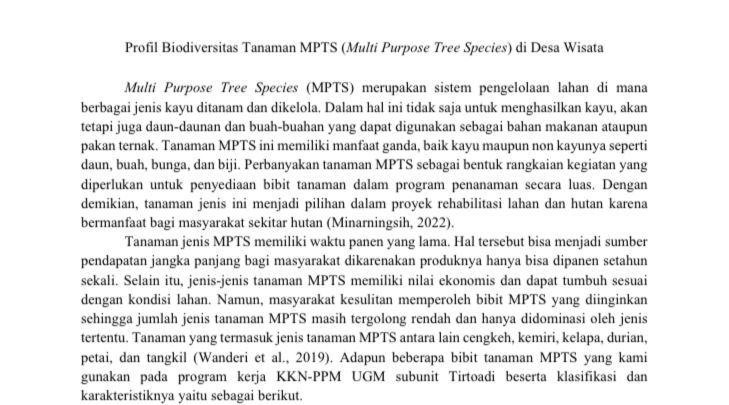 Profil Biodiversitas Tanaman MPTS (Multi Purpose Tree Species) di Desa Wisata
Multi Purpose Tree Species (MPTS) merupakan sistem pengelolaan lahan di mana
berbagai jenis kayu ditanam dan dikelola. Dalam hal ini tidak saja untuk menghasilkan kayu, akan
tetapi juga daun-daunan dan buah-buahan yang dapat digunakan sebagai bahan makanan ataupun
pakan ternak. Tanaman MPTS ini memiliki manfaat ganda, baik kayu maupun non kayunya seperti
daun, buah, bunga, dan biji. Perbanyakan tanaman MPTS sebagai bentuk rangkaian kegiatan yang
diperlukan untuk penyediaan bibit tanaman dalam program penanaman secara luas. Dengan
demikian, tanaman jenis ini menjadi pilihan dalam proyek rehabilitasi lahan dan hutan karena
bermanfaat bagi masyarakat sekitar hutan (Minarningsih, 2022).
Tanaman jenis MPTS memiliki waktu panen yang lama. Hal tersebut bisa menjadi sumber
pendapatan jangka panjang bagi masyarakat dikarenakan produknya hanya bisa dipanen setahun
sekali. Selain itu, jenis-jenis tanaman MPTS memiliki nilai ekonomis dan dapat tumbuh sesuai
dengan kondisi lahan. Namun, masyarakat kesulitan memperoleh bibit MPTS yang diinginkan
sehingga jumlah jenis tanaman MPTS masih tergolong rendah dan hanya didominasi oleh jenis
tertentu. Tanaman yang termasuk jenis tanaman MPTS antara lain cengkeh, kemiri, kelapa, durian,
petai, dan tangkil (Wanderi et al., 2019). Adapun beberapa bibit tanaman MPTS yang kami
gunakan pada program kerja KKN-PPM UGM subunit Tirtoadi beserta klasifikasi dan
karakteristiknya yaitu sebagai berikut.